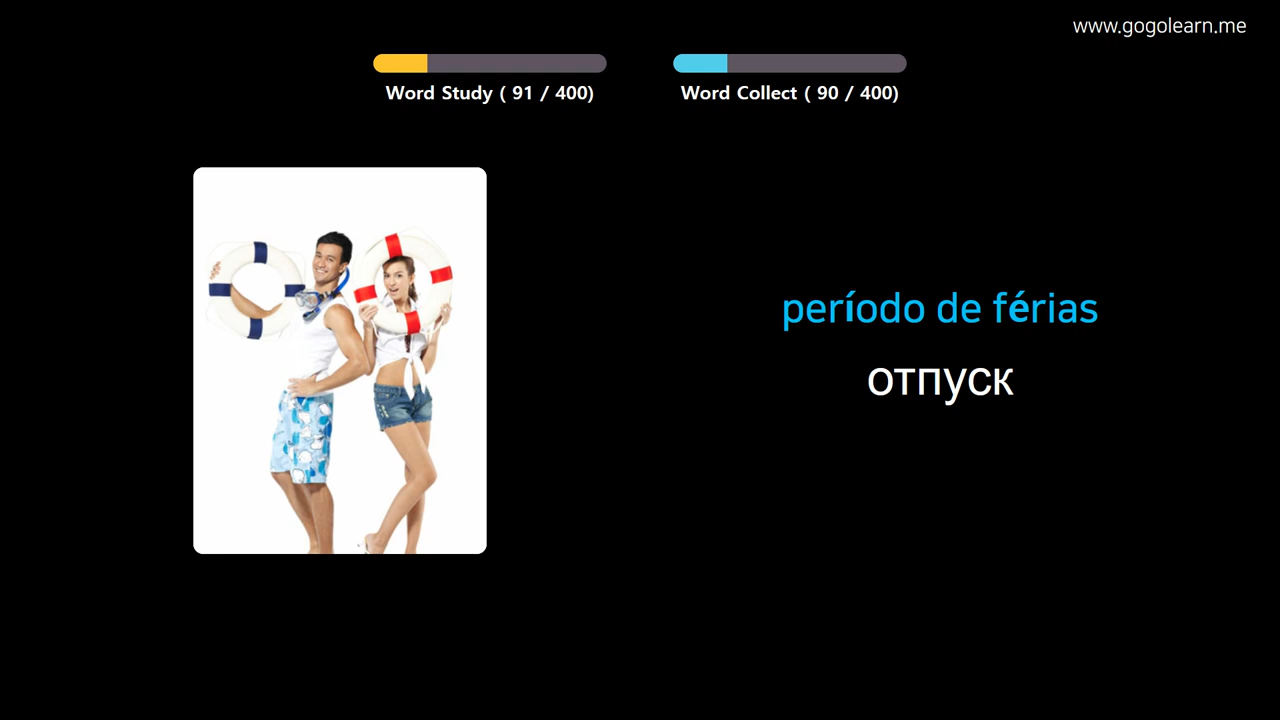 www.gogolearn.me
Word Study ( 91 / 400)
Word Collect ( 90 / 400)
período de férias
отпуск